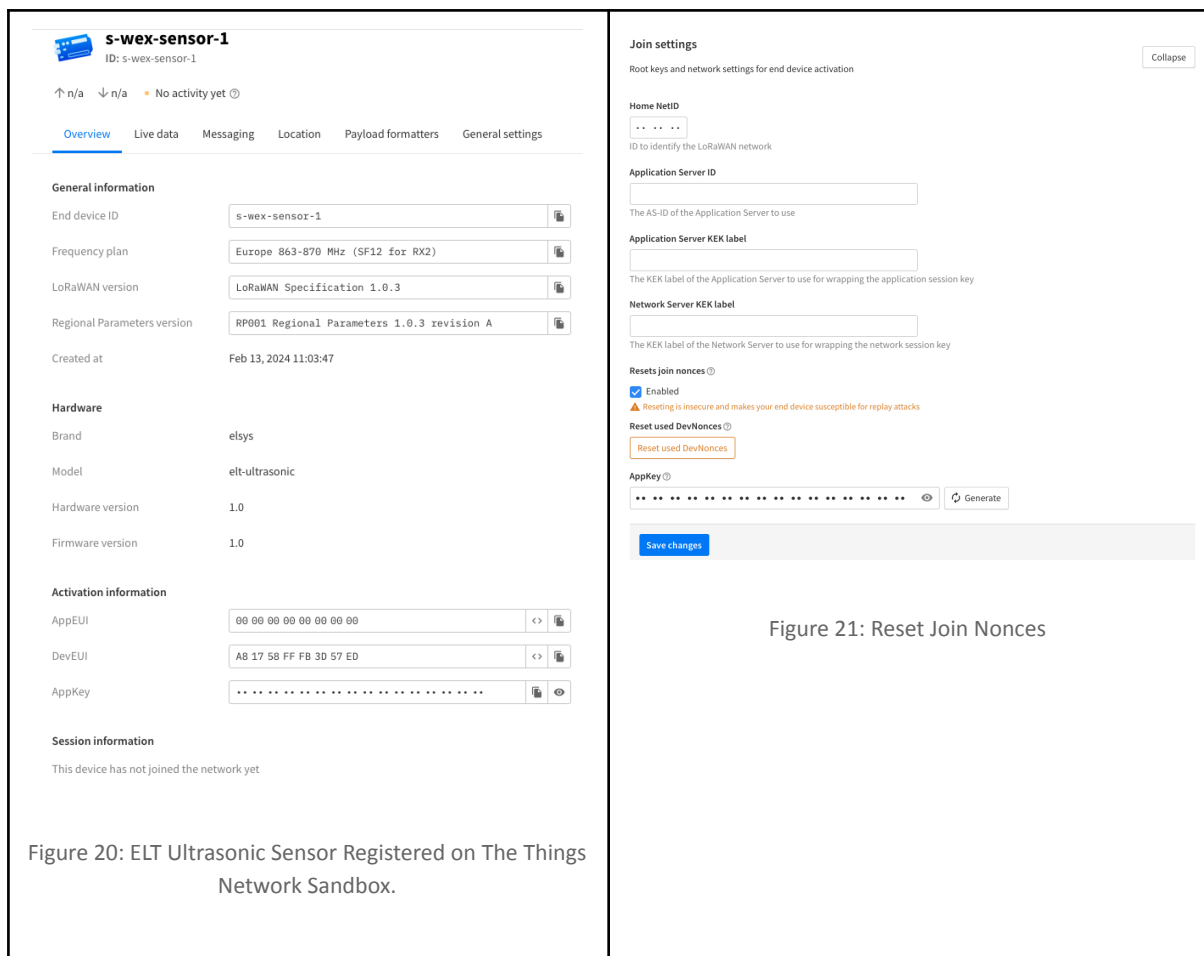 s-wex-sensor-1
ID: s-wex-sensor-1
n/a n/a No activity yet
Overview Live data Messaging Location Payload formatters General settings
General information
End device ID s-wex-sensor-1
Frequency plan Europe 863-870 MHz (SF12 for RX2)
LoRaWAN version LoRaWAN Specification 1.0.3
Regional Parameters version RP001 Regional Parameters 1.0.3 revision A
Created at Feb 13, 2024 11:03:47
Hardware
Brand elsys
Model elt-ultrasonic
Hardware version 1.0
Firmware version 1.0
Activation information
AppEUI 00 00 00 00 00 00 00 00
DevEUI A8 17 58 FF FB 3D 57 ED
AppKey •• •• •• •• •• •• •• •• •• •• •• •• •• •• •• ••
Session information
This device has not joined the network yet
Figure 20: ELT Ultrasonic Sensor Registered on The Things
Network Sandbox.
Join settings
Collapse
Root keys and network settings for end device activation
Home NetID
•• •• ••
ID to identify the LoRaWAN network
Application Server ID
The AS-ID of the Application Server to use
Application Server KEK label
The KEK label of the Application Server to use for wrapping the application session key
Network Server KEK label
The KEK label of the Network Server to use for wrapping the network session key
Resets join nonces
Enabled
Reseting is insecure and makes your end device susceptible for replay attacks
Reset used DevNonces
Reset used DevNonces
AppKey
•• •• •• •• •• •• •• •• •• •• •• •• •• •• •• •• Generate
Save changes
Figure 21: Reset Join Nonces